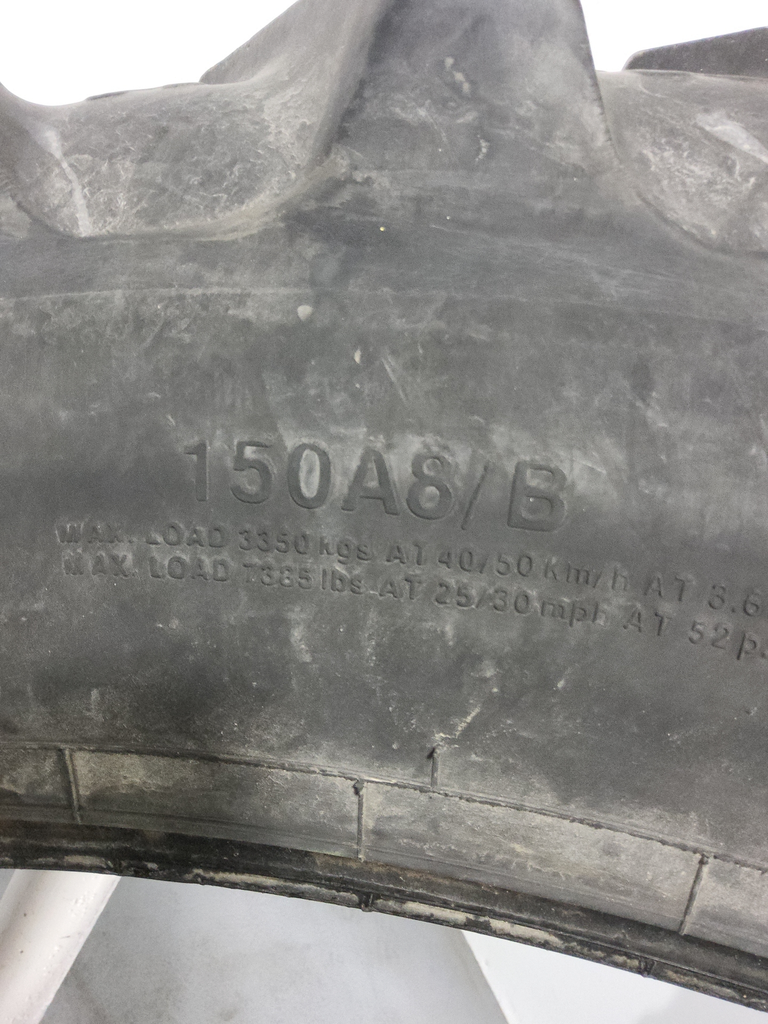 150A8/B
MAX. LOAD 3350 kgs AT 40/50 Km/h AT 3.6
MAX. LOAD 7385 lbs AT 25/30 mph AT 52 p